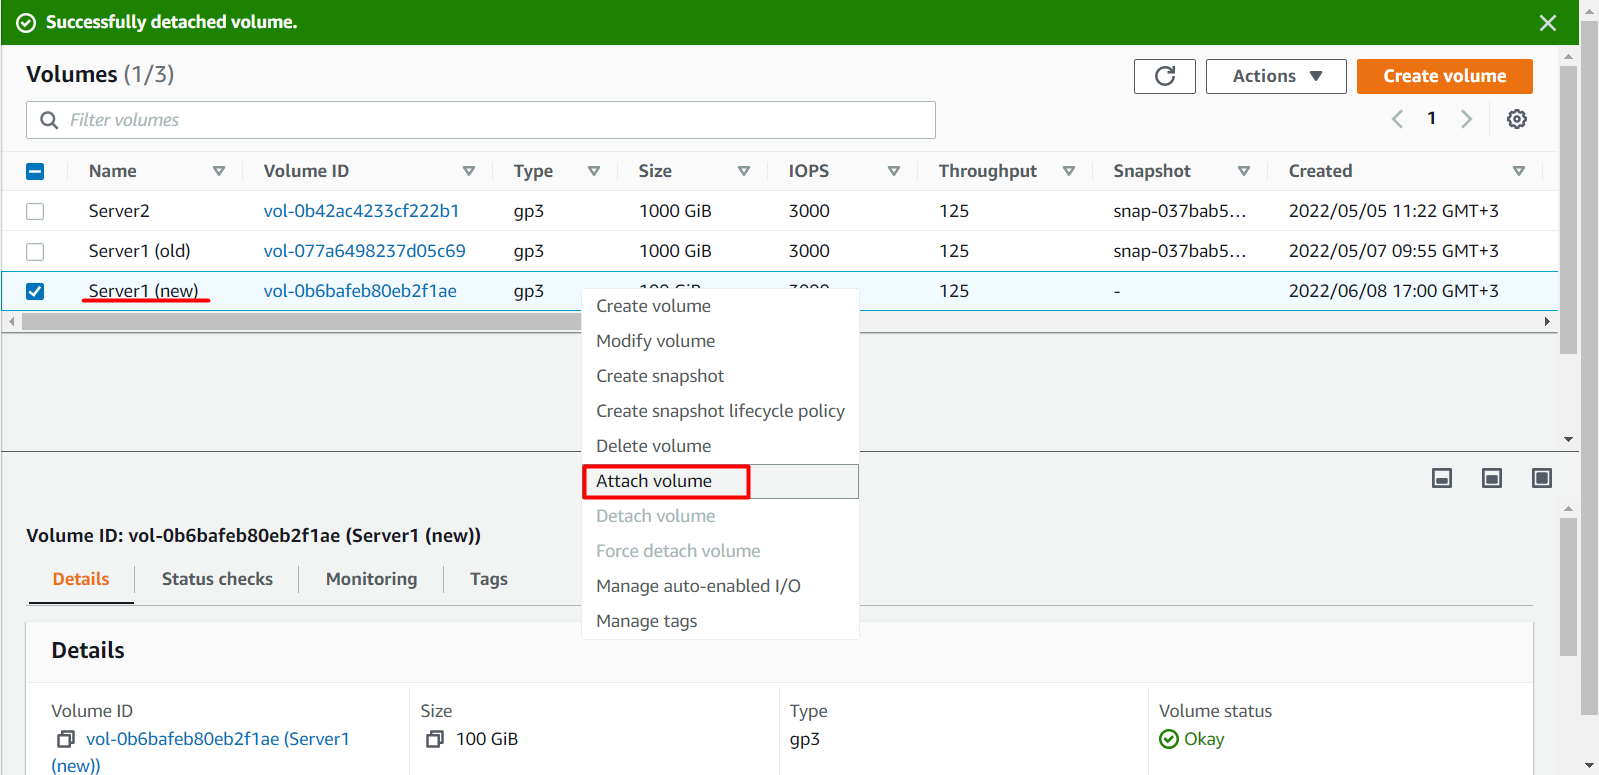 Successfully detached volume.
Volumes (1/3)
Actions
Create volume
Filter volumes
1
Name Volume ID Type Size IOPS Throughput Snapshot Created
Server2 vol-0b42ac4233cf222b1 gp3 1000 GiB 3000 125 snap-037bab5... 2022/05/05 11:22 GMT+3
Server1 (old) vol-077a6498237d05c69 gp3 1000 GiB 3000 125 snap-037bab5... 2022/05/07 09:55 GMT+3
Server1 (new) vol-0b6bafeb80eb2f1ae gp3 100 GiB 3000 125 - 2022/06/08 17:00 GMT+3
Create volume
Modify volume
Create snapshot
Create snapshot lifecycle policy
Delete volume
Attach volume
Detach volume
Force detach volume
Manage auto-enabled I/O
Manage tags
Volume ID: vol-0b6bafeb80eb2f1ae (Server1 (new))
Details Status checks Monitoring Tags
Details
Volume ID Size Type Volume status
vol-0b6bafeb80eb2f1ae (Server1 100 GiB gp3 Okay
(new))